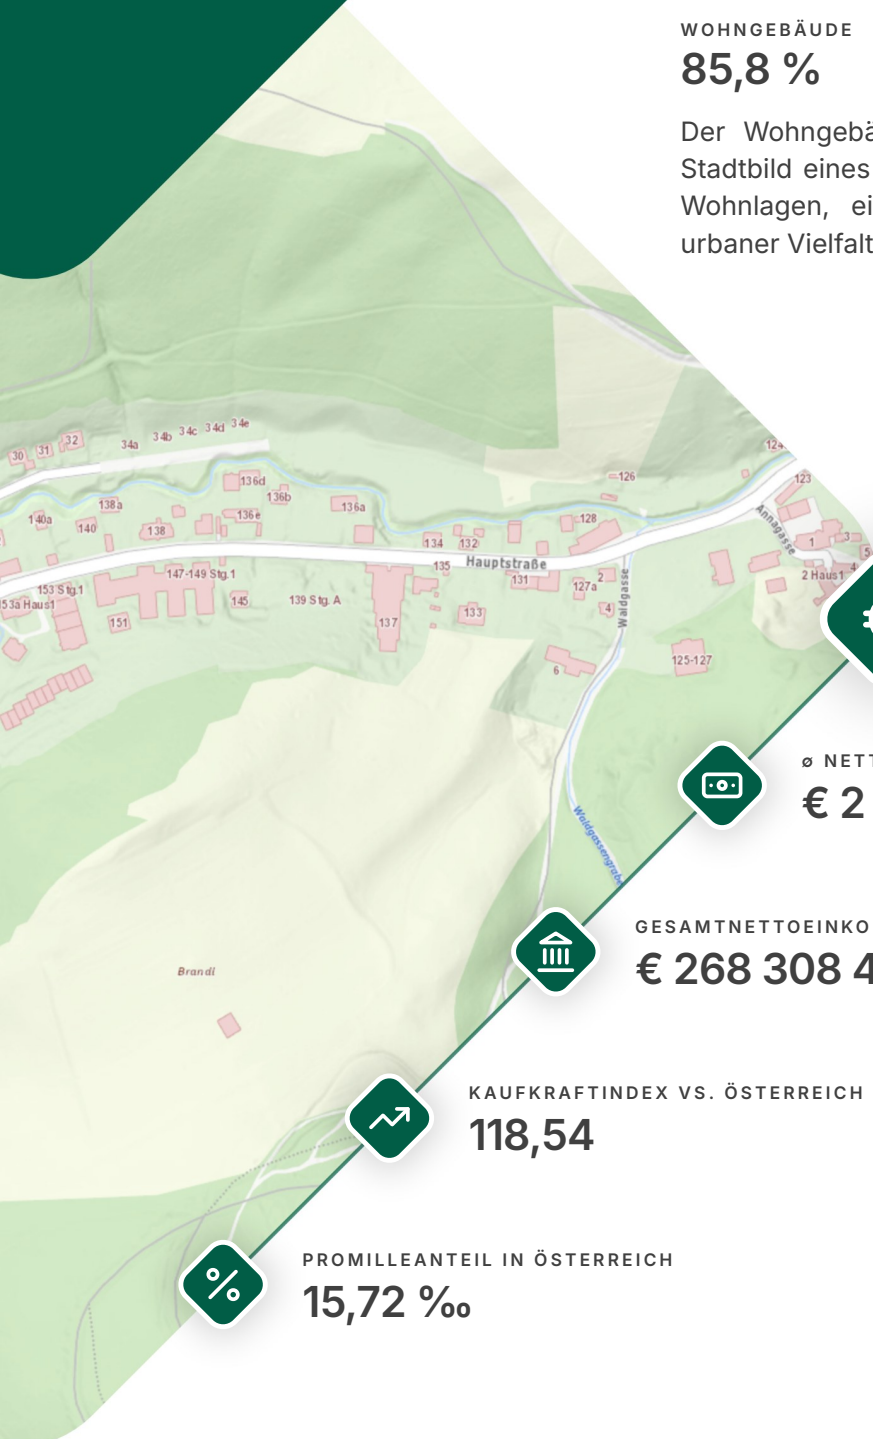 WOHNGEBÄUDE
85,8 %
Der Wohngebä
Stadtbild eines
Wohnlagen, ei
urbaner Vielfalt
34a 34b 34c 34d 34e
30 31 32
124
126
123
136d
136b
138a
136a
136e
140a
140
138
128
Annagasse
134 132
1
3
5
135 Hauptstraße
4
147-149 Stg.1
131
2 Haus1
127a
2
153 Stg.1
53a Haus1
145
139 Stg. A
133
4
Waldgasse
151
137
6
125-127
ø NETT
€ 2
Waldgassengrabe
GESAMTNETTOEINKO
€ 268 308 4
Brandl
KAUFKRAFTINDEX VS. ÖSTERREICH
118,54
PROMILLEANTEIL IN ÖSTERREICH
15,72 ‰